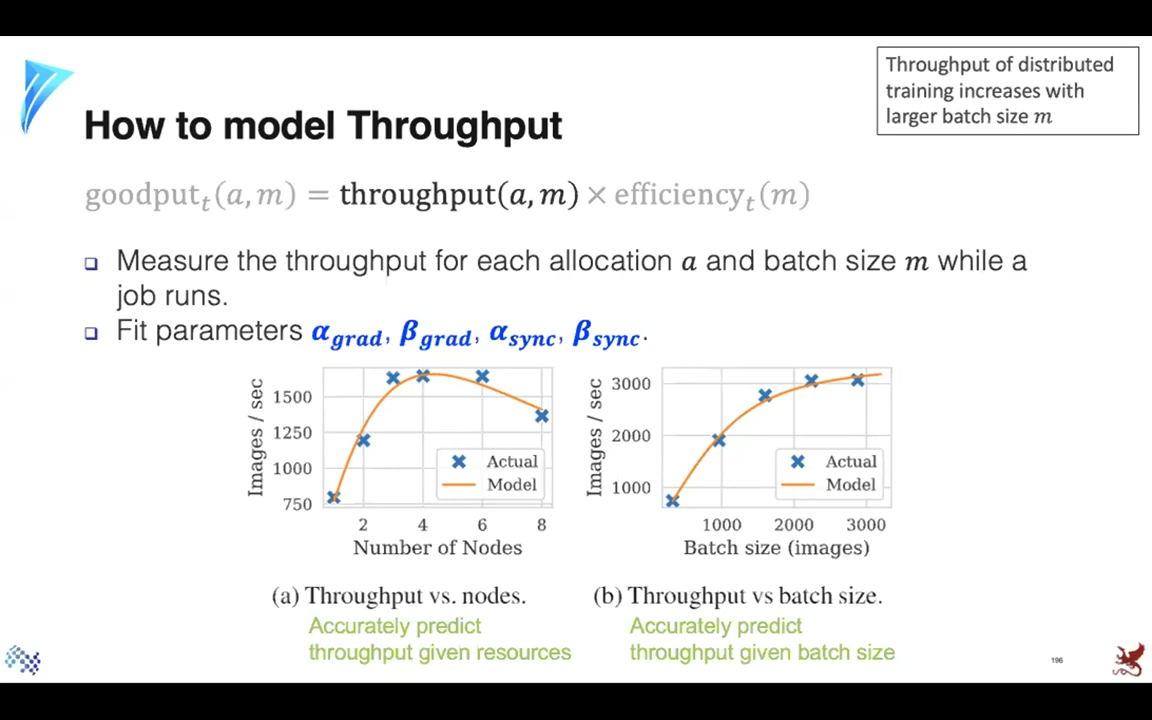 Throughput of distributed
training increases with
larger batch size m
How to model Throughput
goodputₜ(a, m) = throughput(a, m) × efficiencyₜ(m)
❑ Measure the throughput for each allocation a and batch size m while a
job runs.
❑ Fit parameters α_grad, β_grad, α_sync, β_sync.
Images / sec
1500
1250
1000
750
Actual
Model
2 4 6 8
Number of Nodes
(a) Throughput vs. nodes.
Accurately predict
throughput given resources
Images / sec
3000
2000
1000
Actual
Model
1000 2000 3000
Batch size (images)
(b) Throughput vs batch size.
Accurately predict
throughput given batch size
196